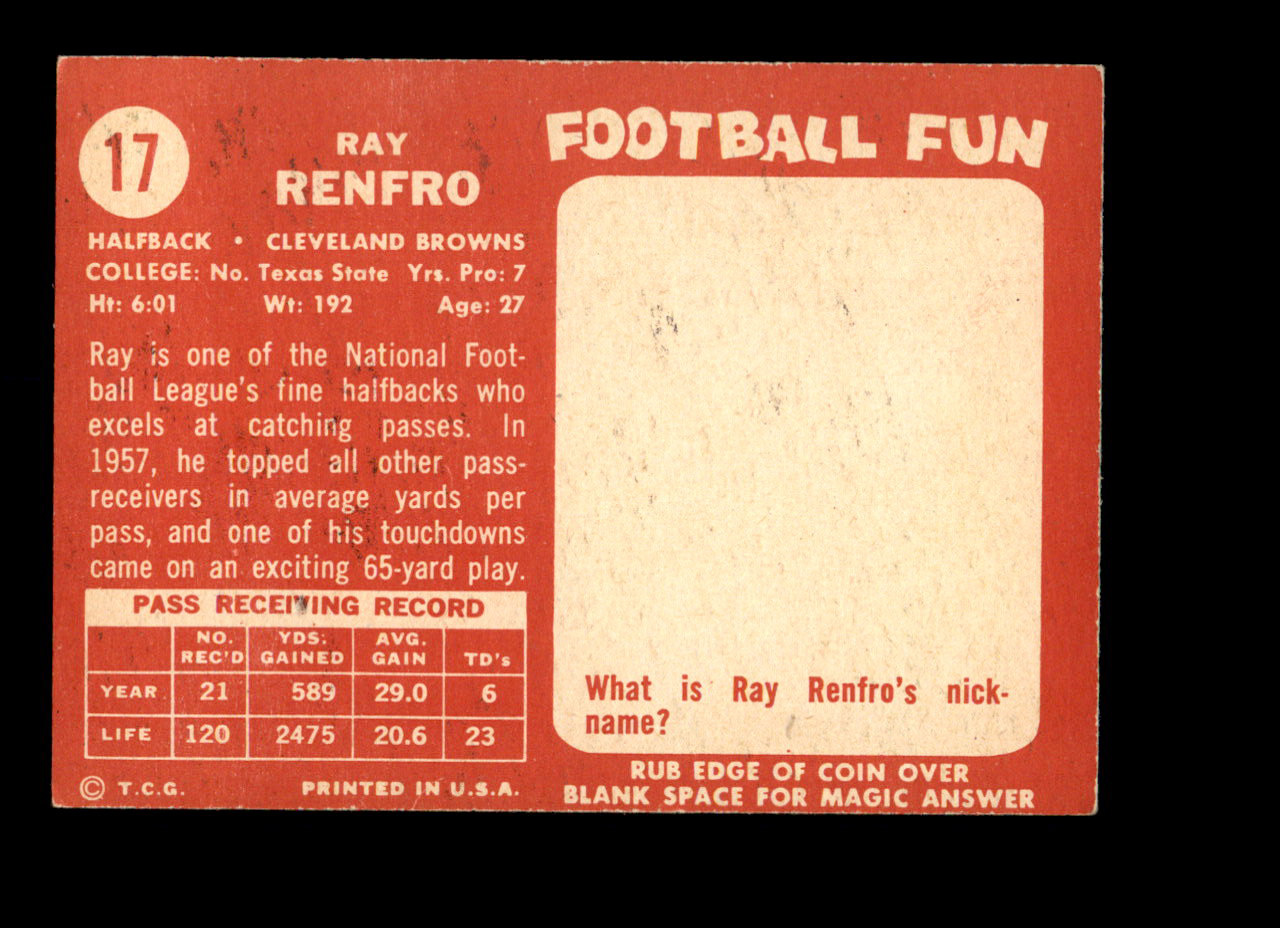 17
RAY
RENFRO
HALFBACK • CLEVELAND BROWNS
COLLEGE: No. Texas State Yrs. Pro: 7
Ht: 6:01 Wt: 192 Age: 27
Ray is one of the National Foot-
ball League's fine halfbacks who
excels at catching passes. In
1957, he topped all other pass-
receivers in average yards per
pass, and one of his touchdowns
came on an exciting 65-yard play.
PASS RECEIVING RECORD
NO. REC'D YDS. GAINED AVG. GAIN TD's
YEAR 21 589 29.0 6
LIFE 120 2475 20.6 23
© T.C.G. PRINTED IN U.S.A.
FOOTBALL FUN
What is Ray Renfro's nick-
name?
RUB EDGE OF COIN OVER
BLANK SPACE FOR MAGIC ANSWER